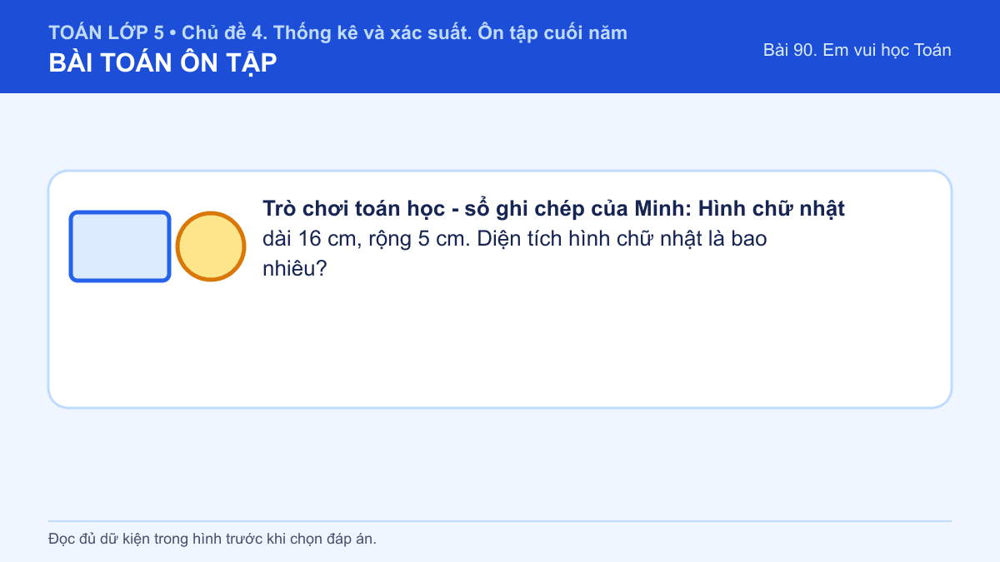 TOÁN LỚP 5 • Chủ đề 4. Thống kê và xác suất. Ôn tập cuối năm
BÀI TOÁN ÔN TẬP
Bài 90. Em vui học Toán
Trò chơi toán học - sổ ghi chép của Minh: Hình chữ nhật
dài 16 cm, rộng 5 cm. Diện tích hình chữ nhật là bao
nhiêu?
Đọc đủ dữ kiện trong hình trước khi chọn đáp án.